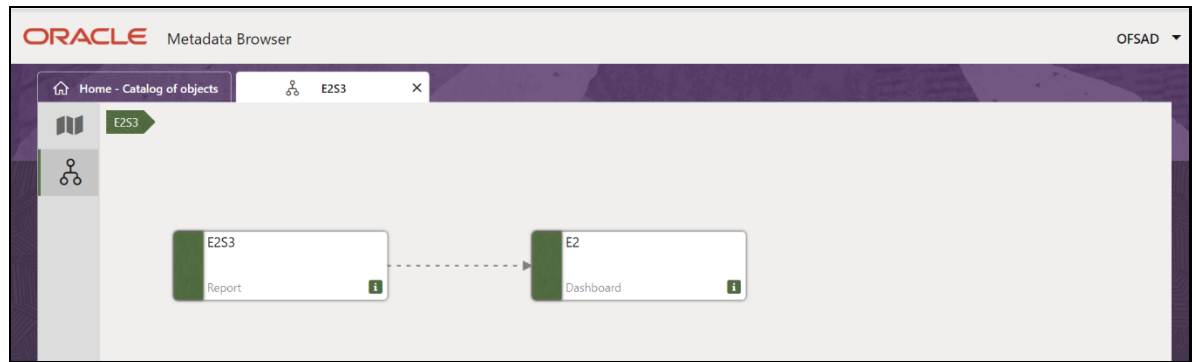 ORACLE Metadata Browser OFSAD
Home - Catalog of objects E2S3
E2S3
E2S3 E2
Report i Dashboard i